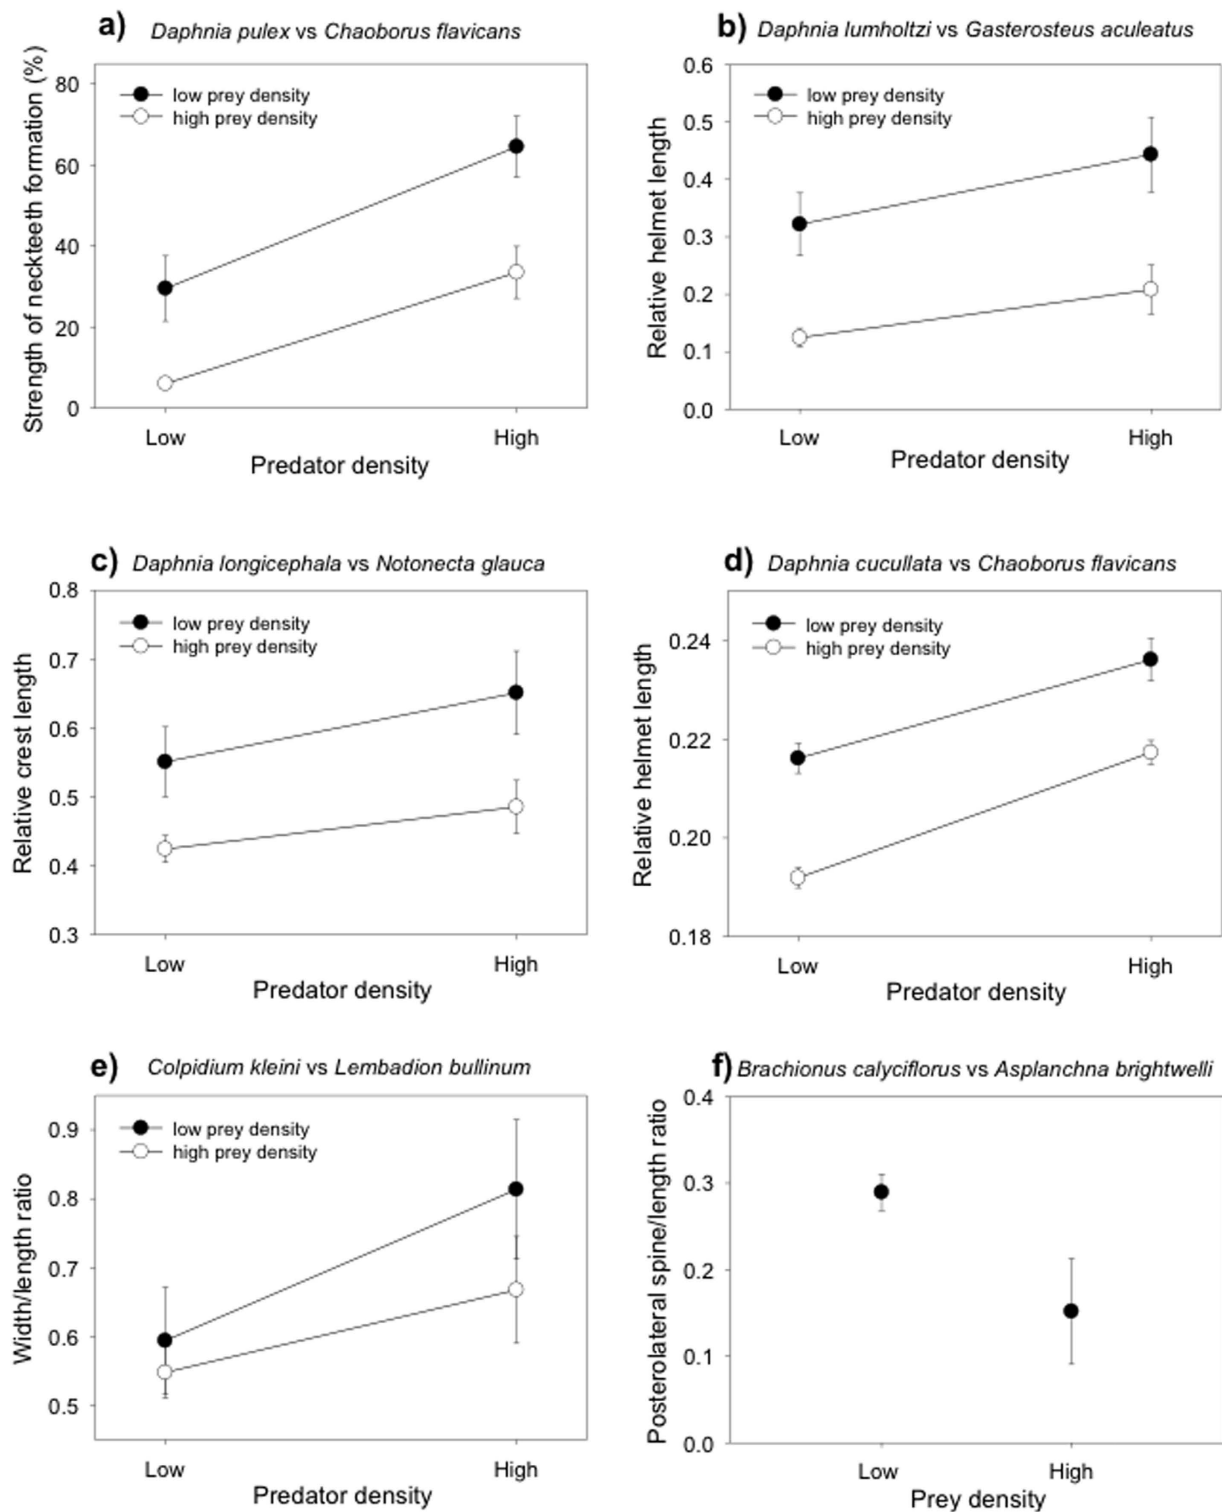 a) Daphnia pulex vs Chaoborus flavicans
Strength of neckteeth formation (%)
80
60
40
20
0
low prey density
high prey density
Low
High
Predator density
b) Daphnia lumholtzi vs Gasterosteus aculeatus
Relative helmet length
0.6
0.5
0.4
0.3
0.2
0.1
0.0
low prey density
high prey density
Low
High
Predator density
c) Daphnia longicephala vs Notonecta glauca
Relative crest length
0.8
0.7
0.6
0.5
0.4
0.3
low prey density
high prey density
Low
High
Predator density
d) Daphnia cucullata vs Chaoborus flavicans
Relative helmet length
0.24
0.22
0.20
0.18
low prey density
high prey density
Low
High
Predator density
e) Colpidium kleini vs Lembadion bullinum
Width/length ratio
0.9
0.8
0.7
0.6
0.5
low prey density
high prey density
Low
High
Predator density
f) Brachionus calyciflorus vs Asplanchna brightwelli
Posterolateral spine/length ratio
0.4
0.3
0.2
0.1
0.0
Low
High
Prey density